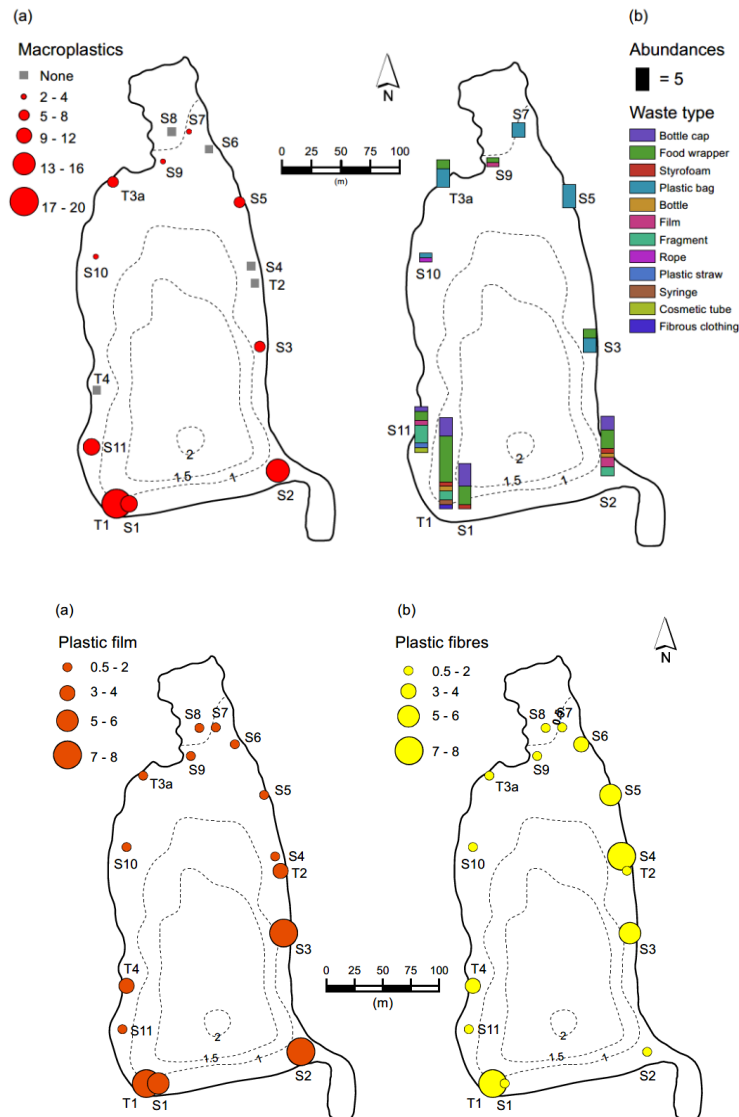 (a)
(b)
Macroplastics
None
2 - 4
5 - 8
9 - 12
13 - 16
17 - 20
N
0 25 50 75 100
(m)
S8
S7
S6
S9
T3a
S5
S10
S4
T2
S3
T4
S11
2
1.5
1
S2
T1
S1
Abundances
= 5
Waste type
Bottle cap
Food wrapper
Styrofoam
Plastic bag
Bottle
Film
Fragment
Rope
Plastic straw
Syringe
Cosmetic tube
Fibrous clothing
S7
S9
T3a
S5
S10
S3
S11
2
1.5
1
S2
T1
S1
(a)
(b)
Plastic film
0.5 - 2
3 - 4
5 - 6
7 - 8
S8
S7
S6
S9
T3a
S5
S10
S4
T2
S3
T4
S11
2
1.5
1
S2
T1
S1
0 25 50 75 100
(m)
Plastic fibres
0.5 - 2
3 - 4
5 - 6
7 - 8
N
S8
S7
S6
S9
T3a
S5
S10
S4
T2
S3
T4
S11
2
1.5
1
S2
T1
S1